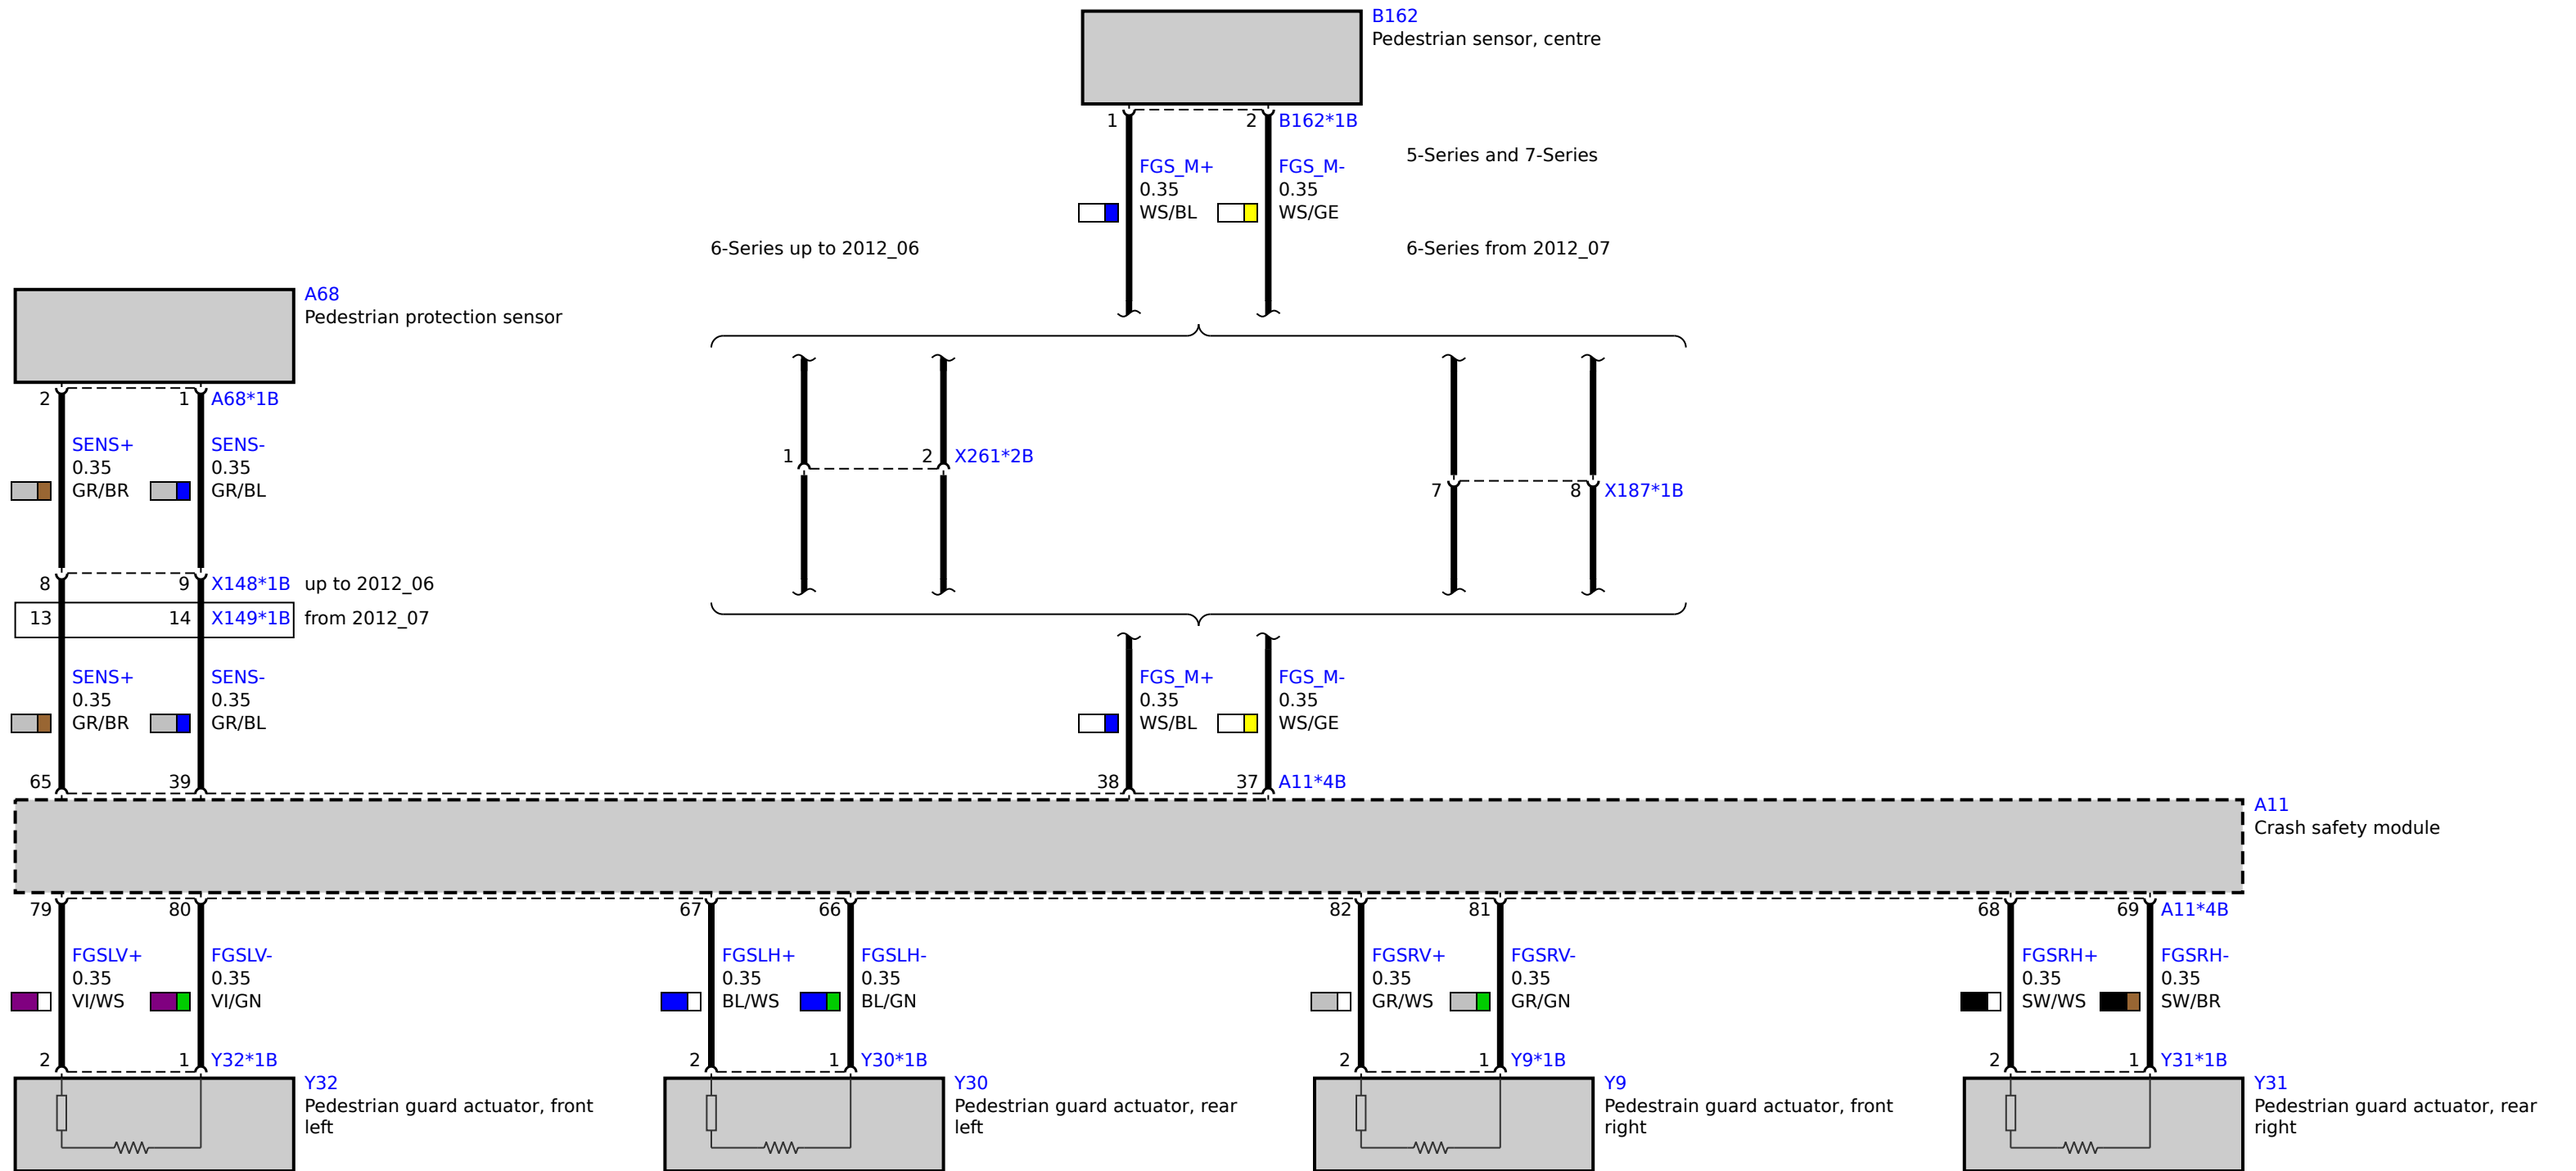 B162
Pedestrian sensor, centre
1
2
B162*1B
5-Series and 7-Series
FGS_M+
0.35
WS/BL
FGS_M-
0.35
WS/GE
6-Series up to 2012_06
6-Series from 2012_07
A68
Pedestrian protection sensor
2
1
A68*1B
SENS+
0.35
GR/BR
SENS-
0.35
GR/BL
1
2
X261*2B
7
8
X187*1B
8
9
X148*1B
up to 2012_06
13
14
X149*1B
from 2012_07
SENS+
0.35
GR/BR
SENS-
0.35
GR/BL
FGS_M+
0.35
WS/BL
FGS_M-
0.35
WS/GE
65
39
38
37
A11*4B
A11
Crash safety module
79
80
67
66
82
81
68
69
A11*4B
FGSLV+
0.35
VI/WS
FGSLV-
0.35
VI/GN
FGSLH+
0.35
BL/WS
FGSLH-
0.35
BL/GN
FGSRV+
0.35
GR/WS
FGSRV-
0.35
GR/GN
FGSRH+
0.35
SW/WS
FGSRH-
0.35
SW/BR
2
1
Y32*1B
2
1
Y30*1B
2
1
Y9*1B
2
1
Y31*1B
Y32
Pedestrian guard actuator, front
left
Y30
Pedestrian guard actuator, rear
left
Y9
Pedestrain guard actuator, front
right
Y31
Pedestrian guard actuator, rear
right